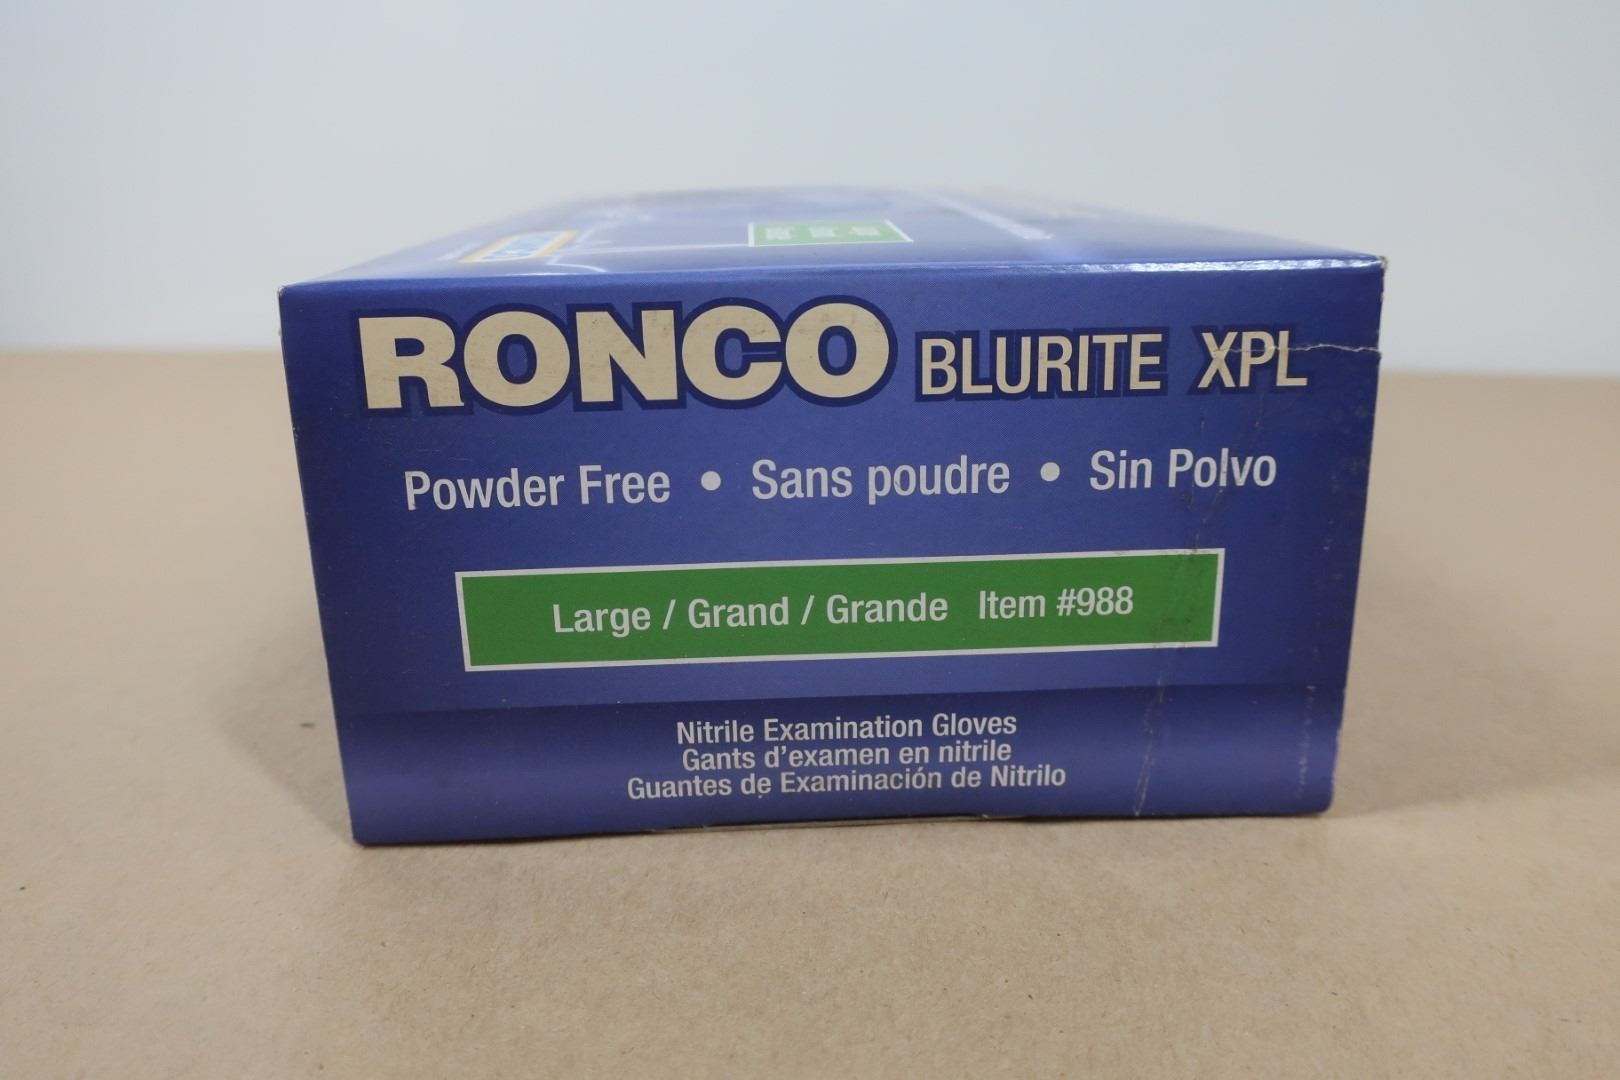 RONCO BLURITE XPL
Powder Free • Sans poudre • Sin Polvo
Large / Grand / Grande Item #988
Nitrile Examination Gloves
Gants d'examen en nitrile
Guantes de Examinación de Nitrilo